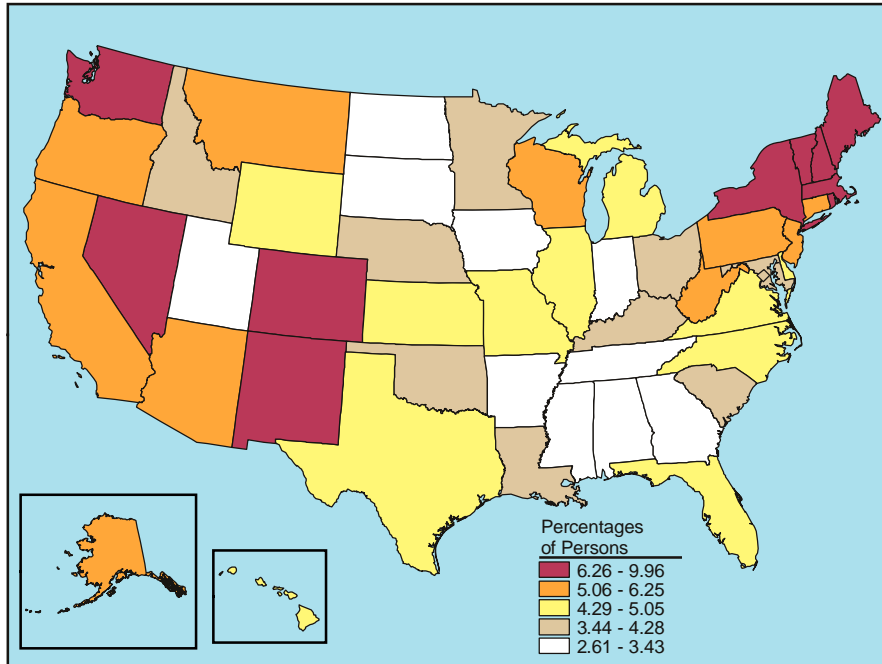 Percentages
of Persons
6.26 - 9.96
5.06 - 6.25
4.29 - 5.05
3.44 - 4.28
2.61 - 3.43